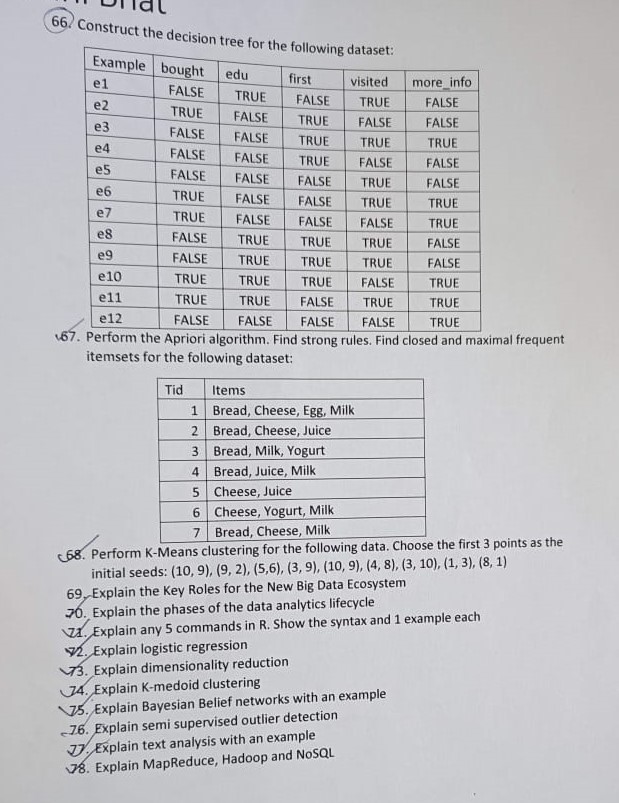 66. Construct the decision tree for the following dataset:
Example bought edu first visited more_info
e1 FALSE TRUE FALSE TRUE FALSE
e2 TRUE FALSE TRUE FALSE FALSE
e3 FALSE FALSE TRUE TRUE TRUE
e4 FALSE FALSE TRUE FALSE FALSE
e5 FALSE FALSE FALSE TRUE FALSE
e6 TRUE FALSE FALSE TRUE TRUE
e7 TRUE FALSE FALSE FALSE TRUE
e8 FALSE TRUE TRUE TRUE FALSE
e9 FALSE TRUE TRUE TRUE FALSE
e10 TRUE TRUE TRUE FALSE TRUE
e11 TRUE TRUE FALSE TRUE TRUE
e12 FALSE FALSE FALSE FALSE TRUE
67. Perform the Apriori algorithm. Find strong rules. Find closed and maximal frequent
itemsets for the following dataset:
Tid Items
1 Bread, Cheese, Egg, Milk
2 Bread, Cheese, Juice
3 Bread, Milk, Yogurt
4 Bread, Juice, Milk
5 Cheese, Juice
6 Cheese, Yogurt, Milk
7 Bread, Cheese, Milk
68. Perform K-Means clustering for the following data. Choose the first 3 points as the
initial seeds: (10, 9), (9, 2), (5,6), (3, 9), (10, 9), (4, 8), (3, 10), (1, 3), (8, 1)
69. Explain the Key Roles for the New Big Data Ecosystem
70. Explain the phases of the data analytics lifecycle
71. Explain any 5 commands in R. Show the syntax and 1 example each
72. Explain logistic regression
73. Explain dimensionality reduction
74. Explain K-medoid clustering
75. Explain Bayesian Belief networks with an example
76. Explain semi supervised outlier detection
77. Explain text analysis with an example
78. Explain MapReduce, Hadoop and NoSQL